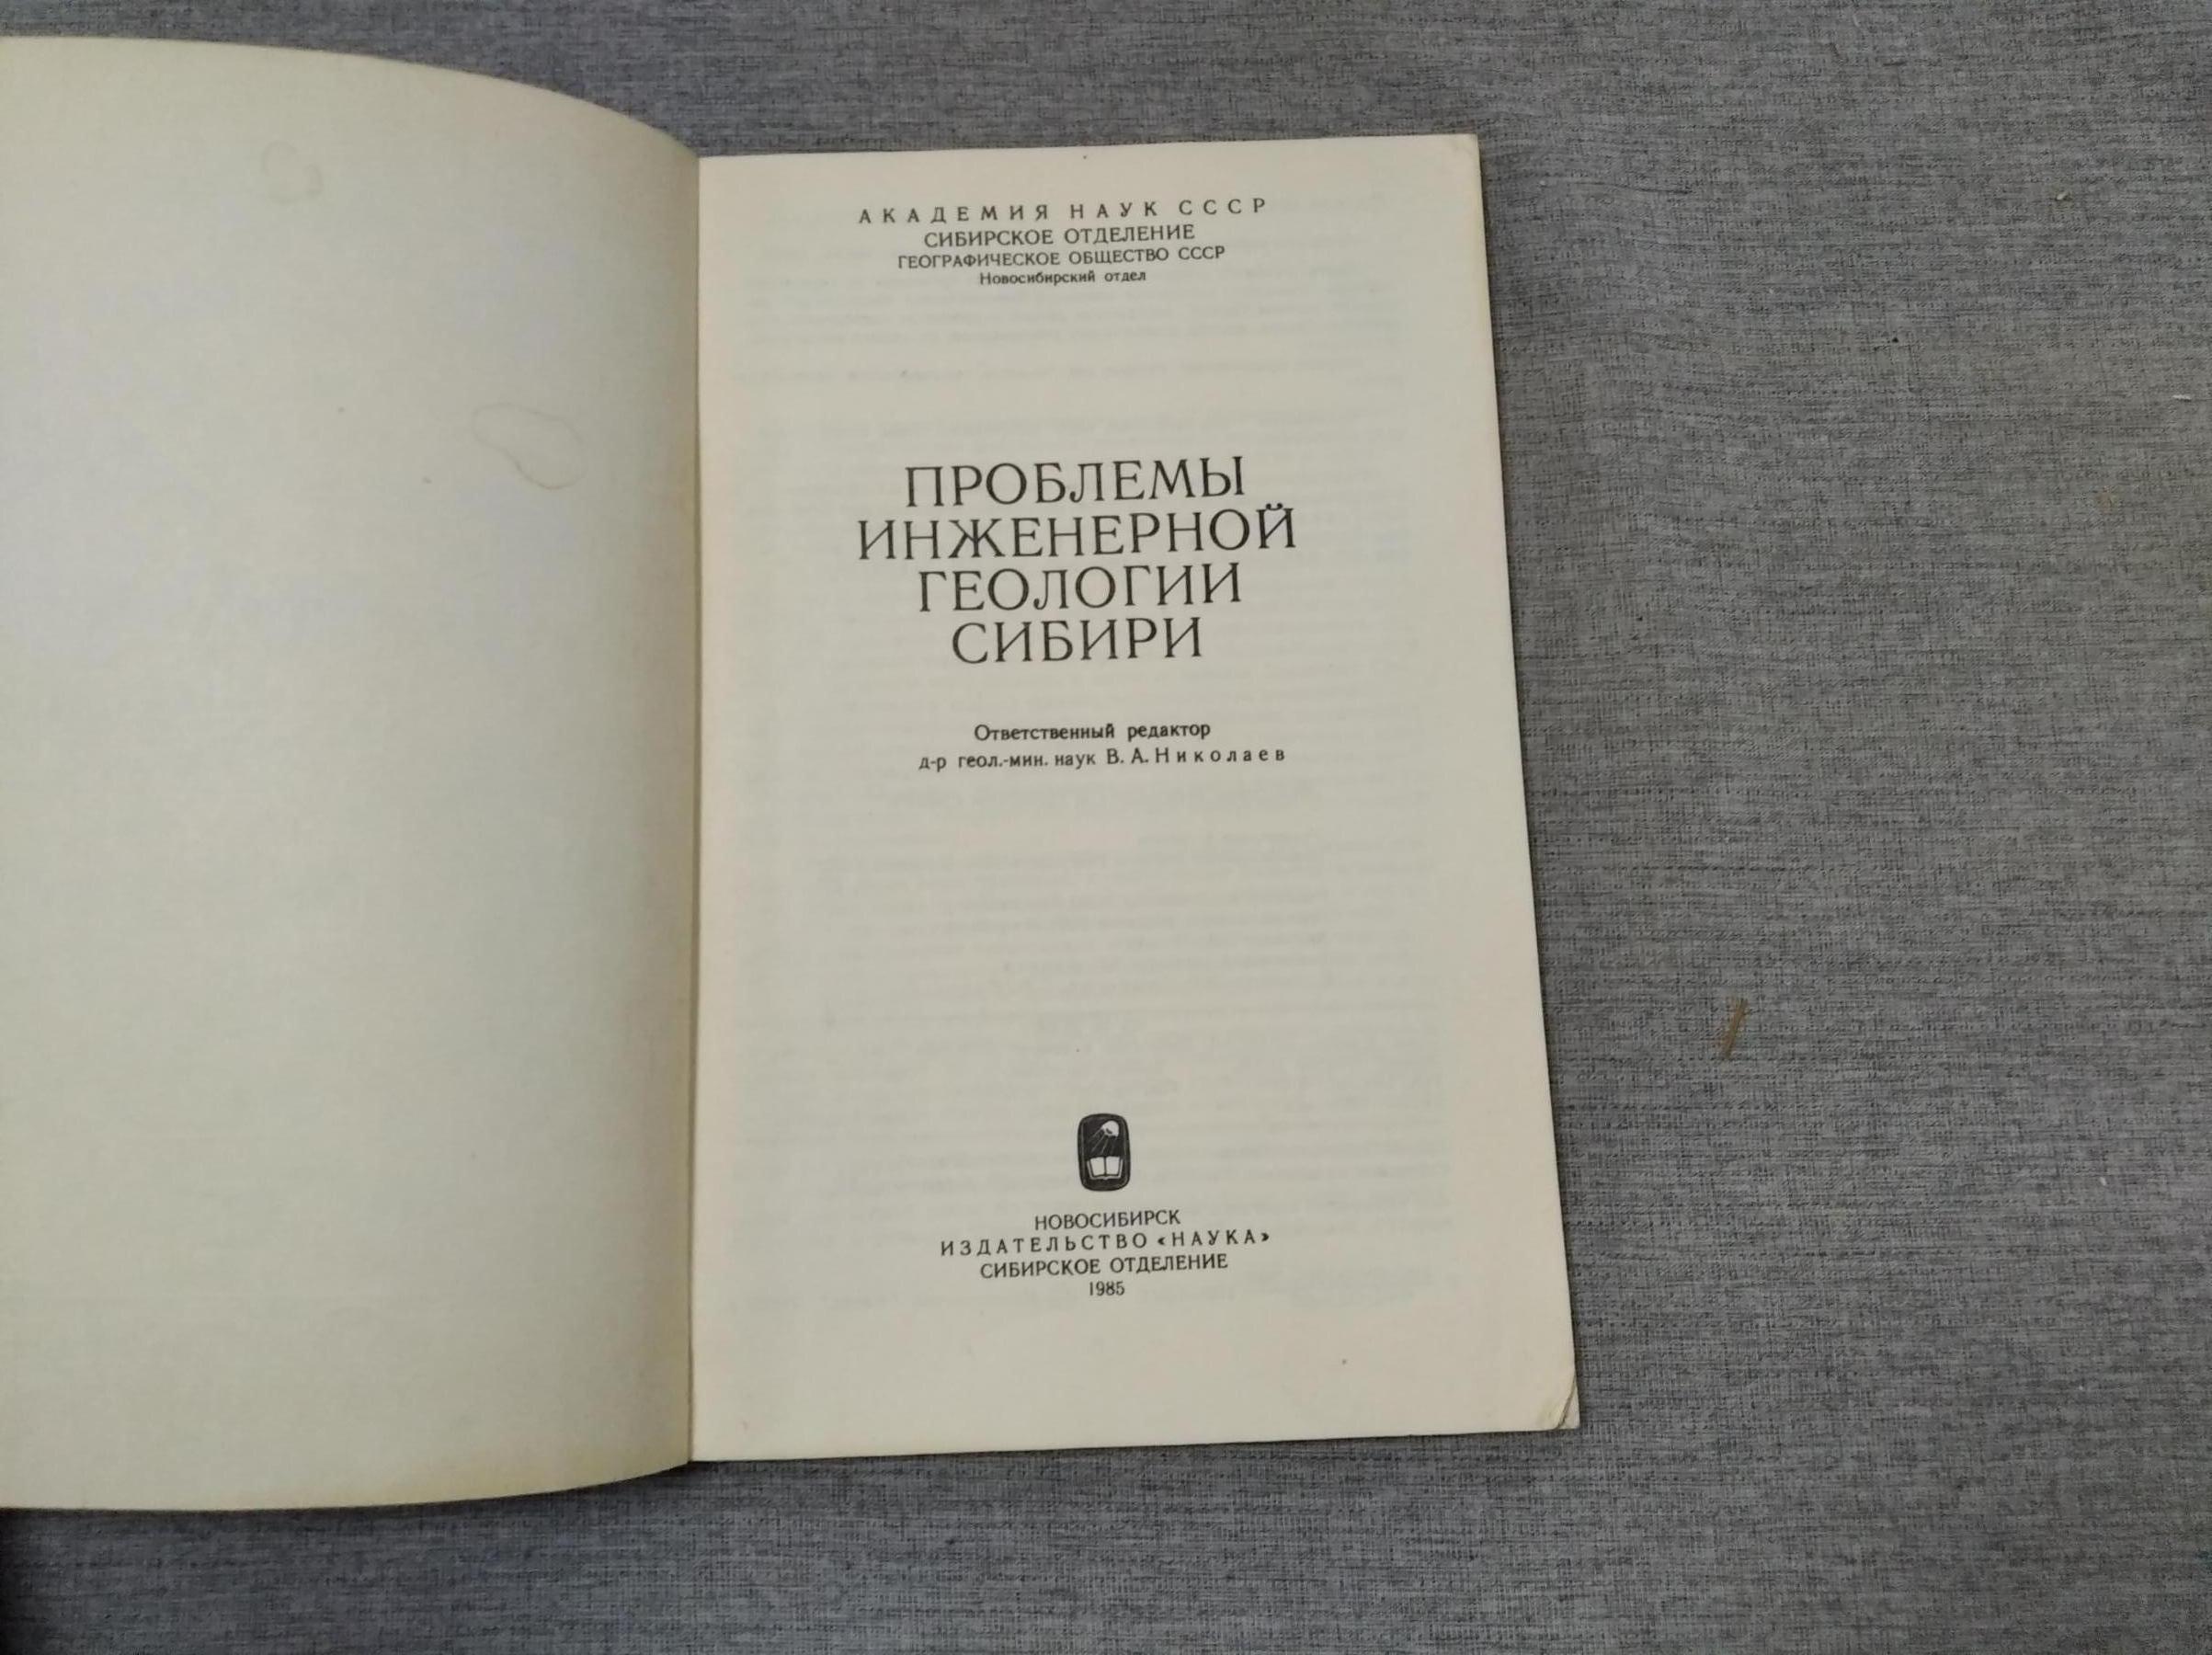 АКАДЕМИЯ НАУК СССР
СИБИРСКОЕ ОТДЕЛЕНИЕ
ГЕОГРАФИЧЕСКОЕ ОБЩЕСТВО СССР
Новосибирский отдел
ПРОБЛЕМЫ
ИНЖЕНЕРНОЙ
ГЕОЛОГИИ
СИБИРИ
Ответственный редактор
д-р геол.-мин. наук В. А. Николаев
НОВОСИБИРСК
ИЗДАТЕЛЬСТВО «НАУКА»
СИБИРСКОЕ ОТДЕЛЕНИЕ
1985